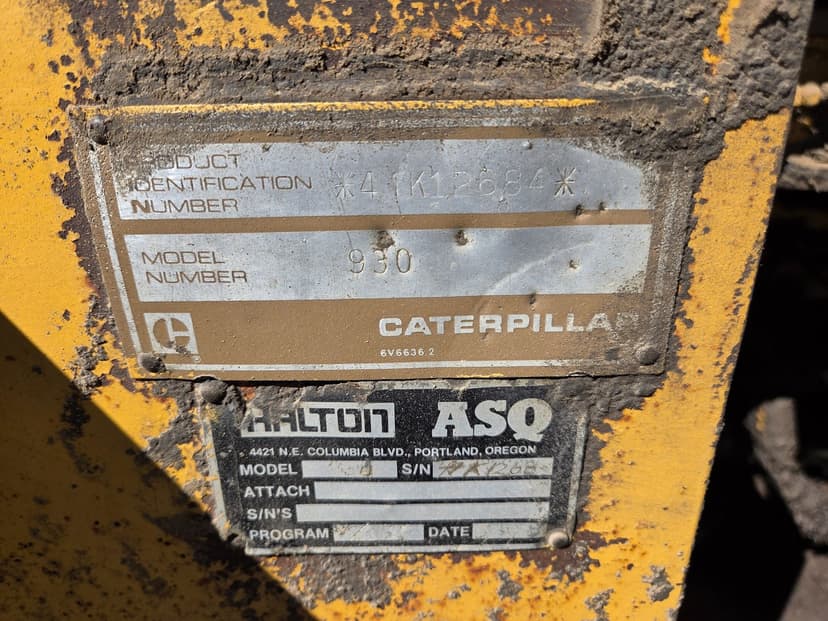 PRODUCT
IDENTIFICATION
NUMBER
*41K12684*
MODEL
NUMBER
930
CATERPILLAR
6V6636 2
HALTON ASQ
4421 N.E. COLUMBIA BLVD., PORTLAND, OREGON
MODEL S/N
ATTACH
S/N'S
PROGRAM DATE